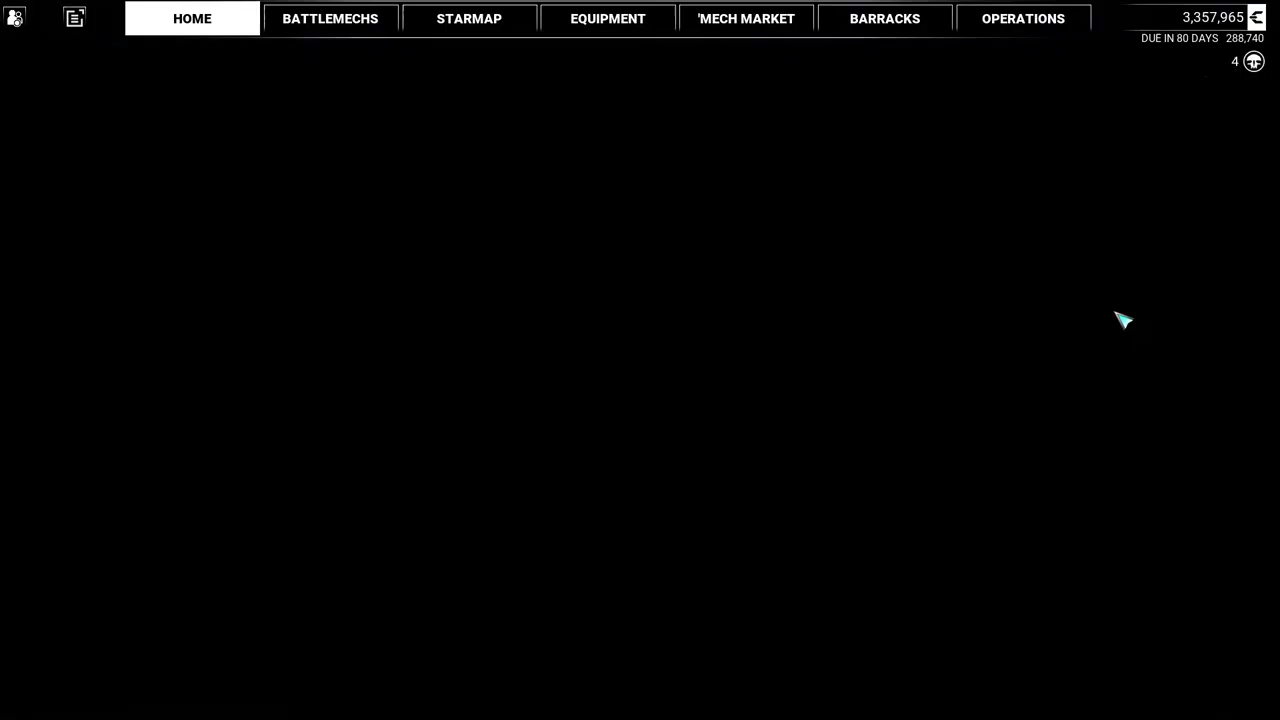 HOME
BATTLEMECHS
STARMAP
EQUIPMENT
'MECH MARKET
BARRACKS
OPERATIONS
3,357,965
DUE IN 80 DAYS 288,740
4